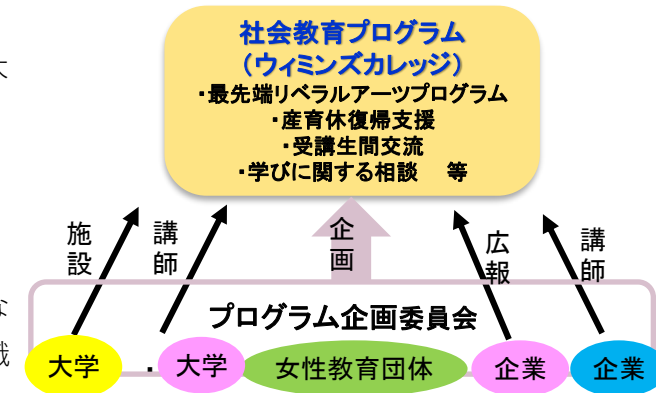 社会教育プログラム
（ウィミンズカレッジ）
・最先端リベラルアーツプログラム
・産育休復帰支援
・受講生間交流
・学びに関する相談　等
施設
講師
企画
広報
講師
プログラム企画委員会
大学
・
大学
女性教育団体
企業
企業
な